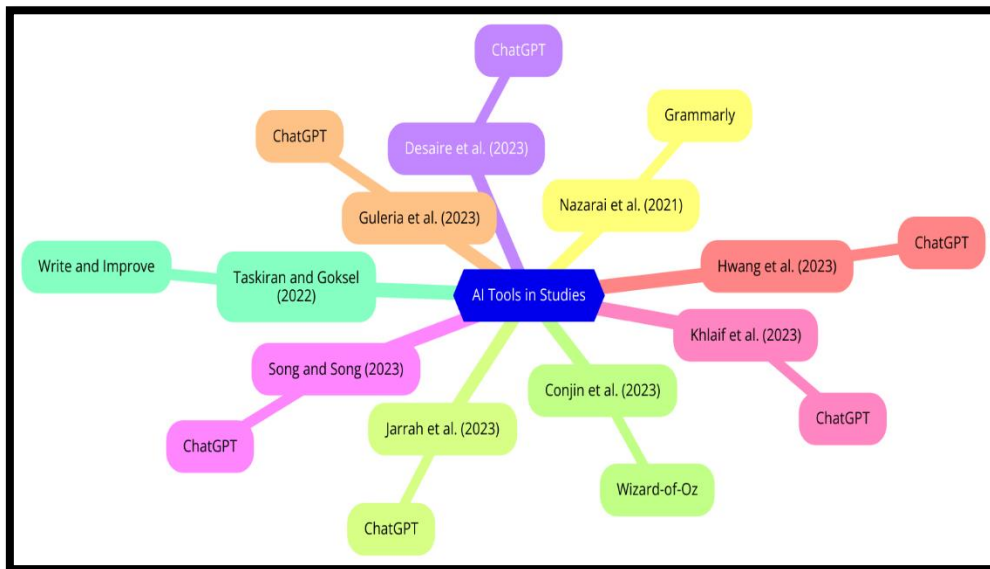 ChatGPT
Grammarly
ChatGPT
Desaire et al. (2023)
Nazarai et al. (2021)
Guleria et al. (2023)
ChatGPT
Write and Improve
Taskiran and Goksel
(2022)
Hwang et al. (2023)
AI Tools in Studies
Khlaif et al. (2023)
Song and Song (2023)
Conjin et al. (2023)
ChatGPT
Jarrah et al. (2023)
ChatGPT
Wizard-of-Oz
ChatGPT